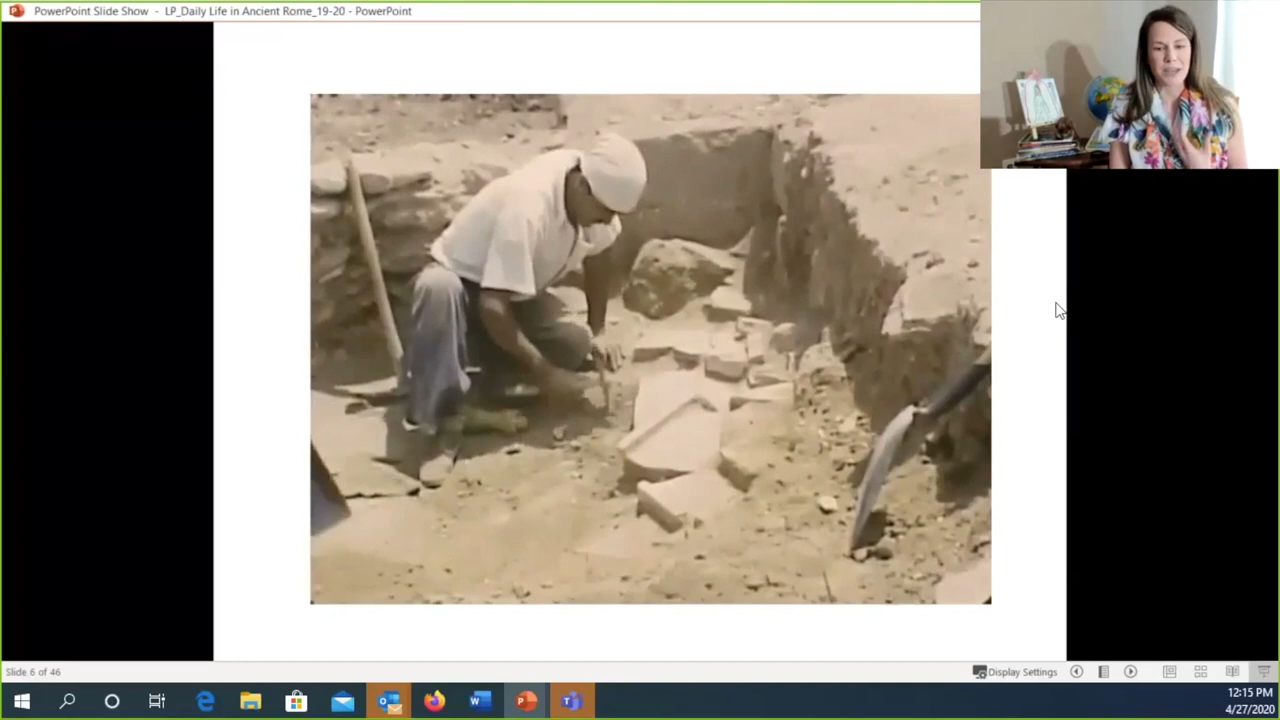 PowerPoint Slide Show - LP_Daily Life in Ancient Rome_19-20 - PowerPoint
Slide 6 of 46
Display Settings
12:15 PM
4/27/2020